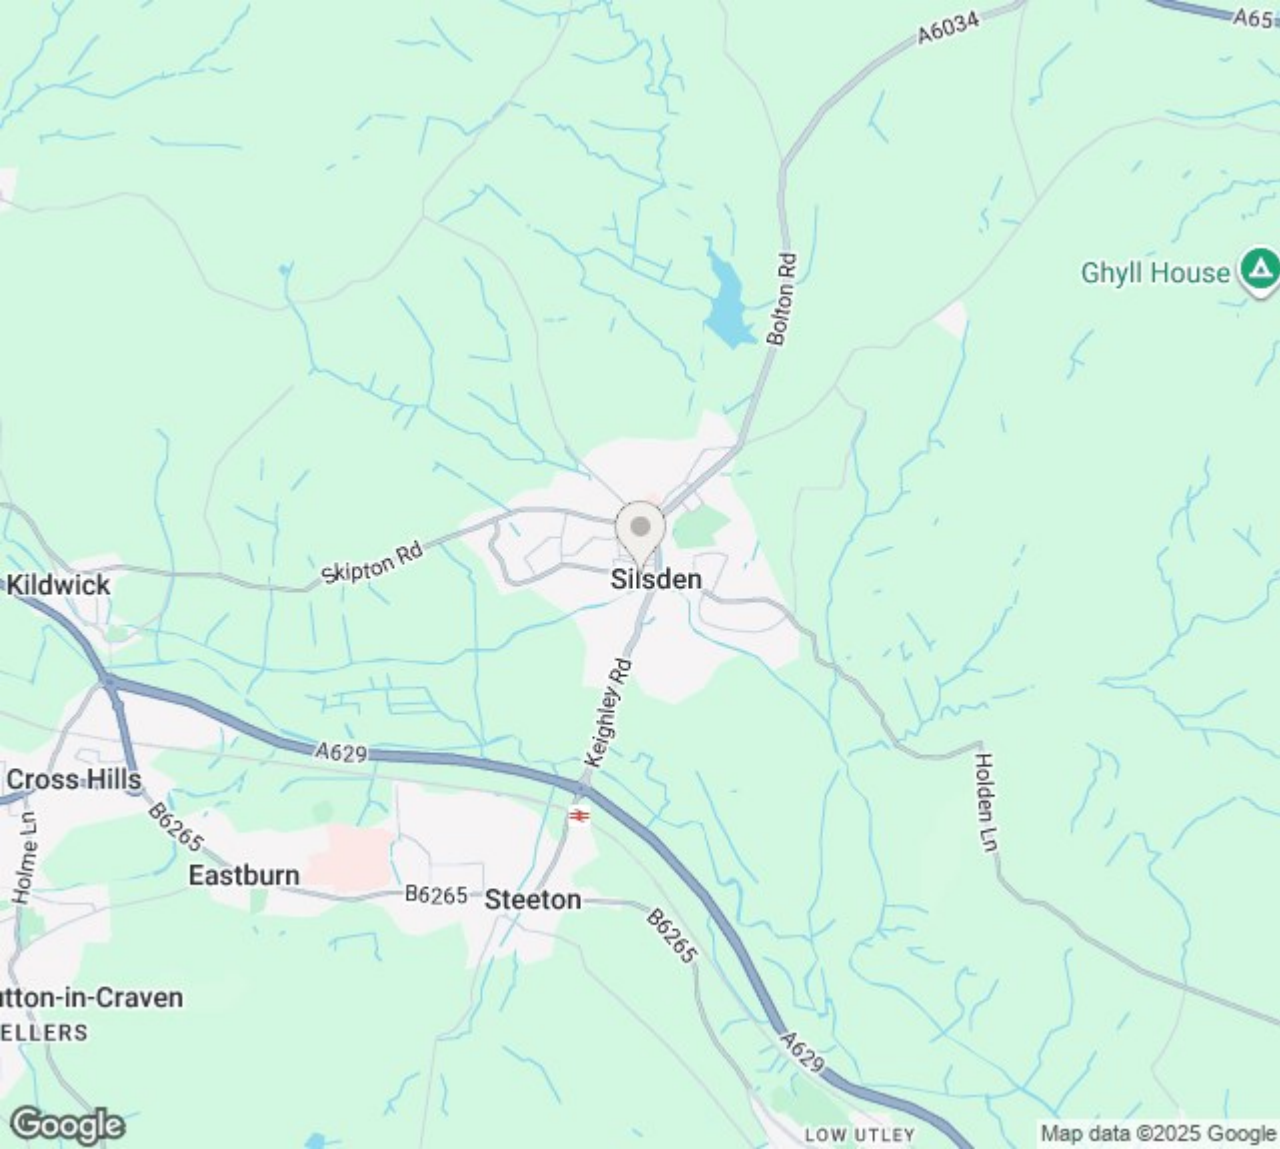 A6034
A65
Bolton Rd
Ghyll House
Skipton Rd
Silsden
Kildwick
Keighley Rd
A629
Cross Hills
Holden Ln
B6265
Holme Ln
Eastburn
B6265
Steeton
B6265
utton-in-Craven
ELLERS
A629
LOW UTLEY
Google
Map data ©2025 Google